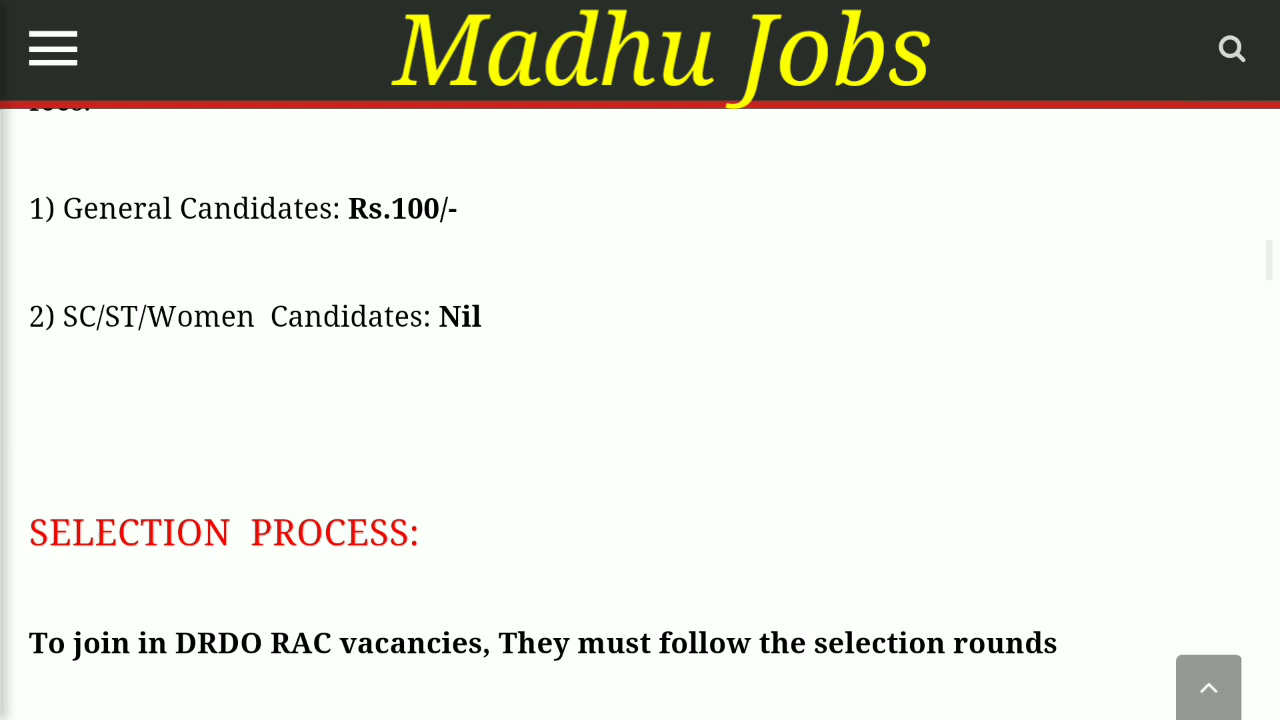 Madhu Jobs
1) General Candidates: Rs.100/-
2) SC/ST/Women  Candidates: Nil
SELECTION  PROCESS:
To join in DRDO RAC vacancies, They must follow the selection rounds